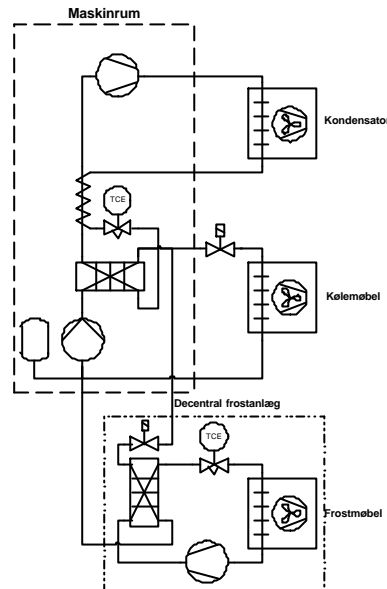 Maskinrum
Kondensator
TCE
Kølemøbel
Decentral frostanlæg
TCE
Frostmøbel